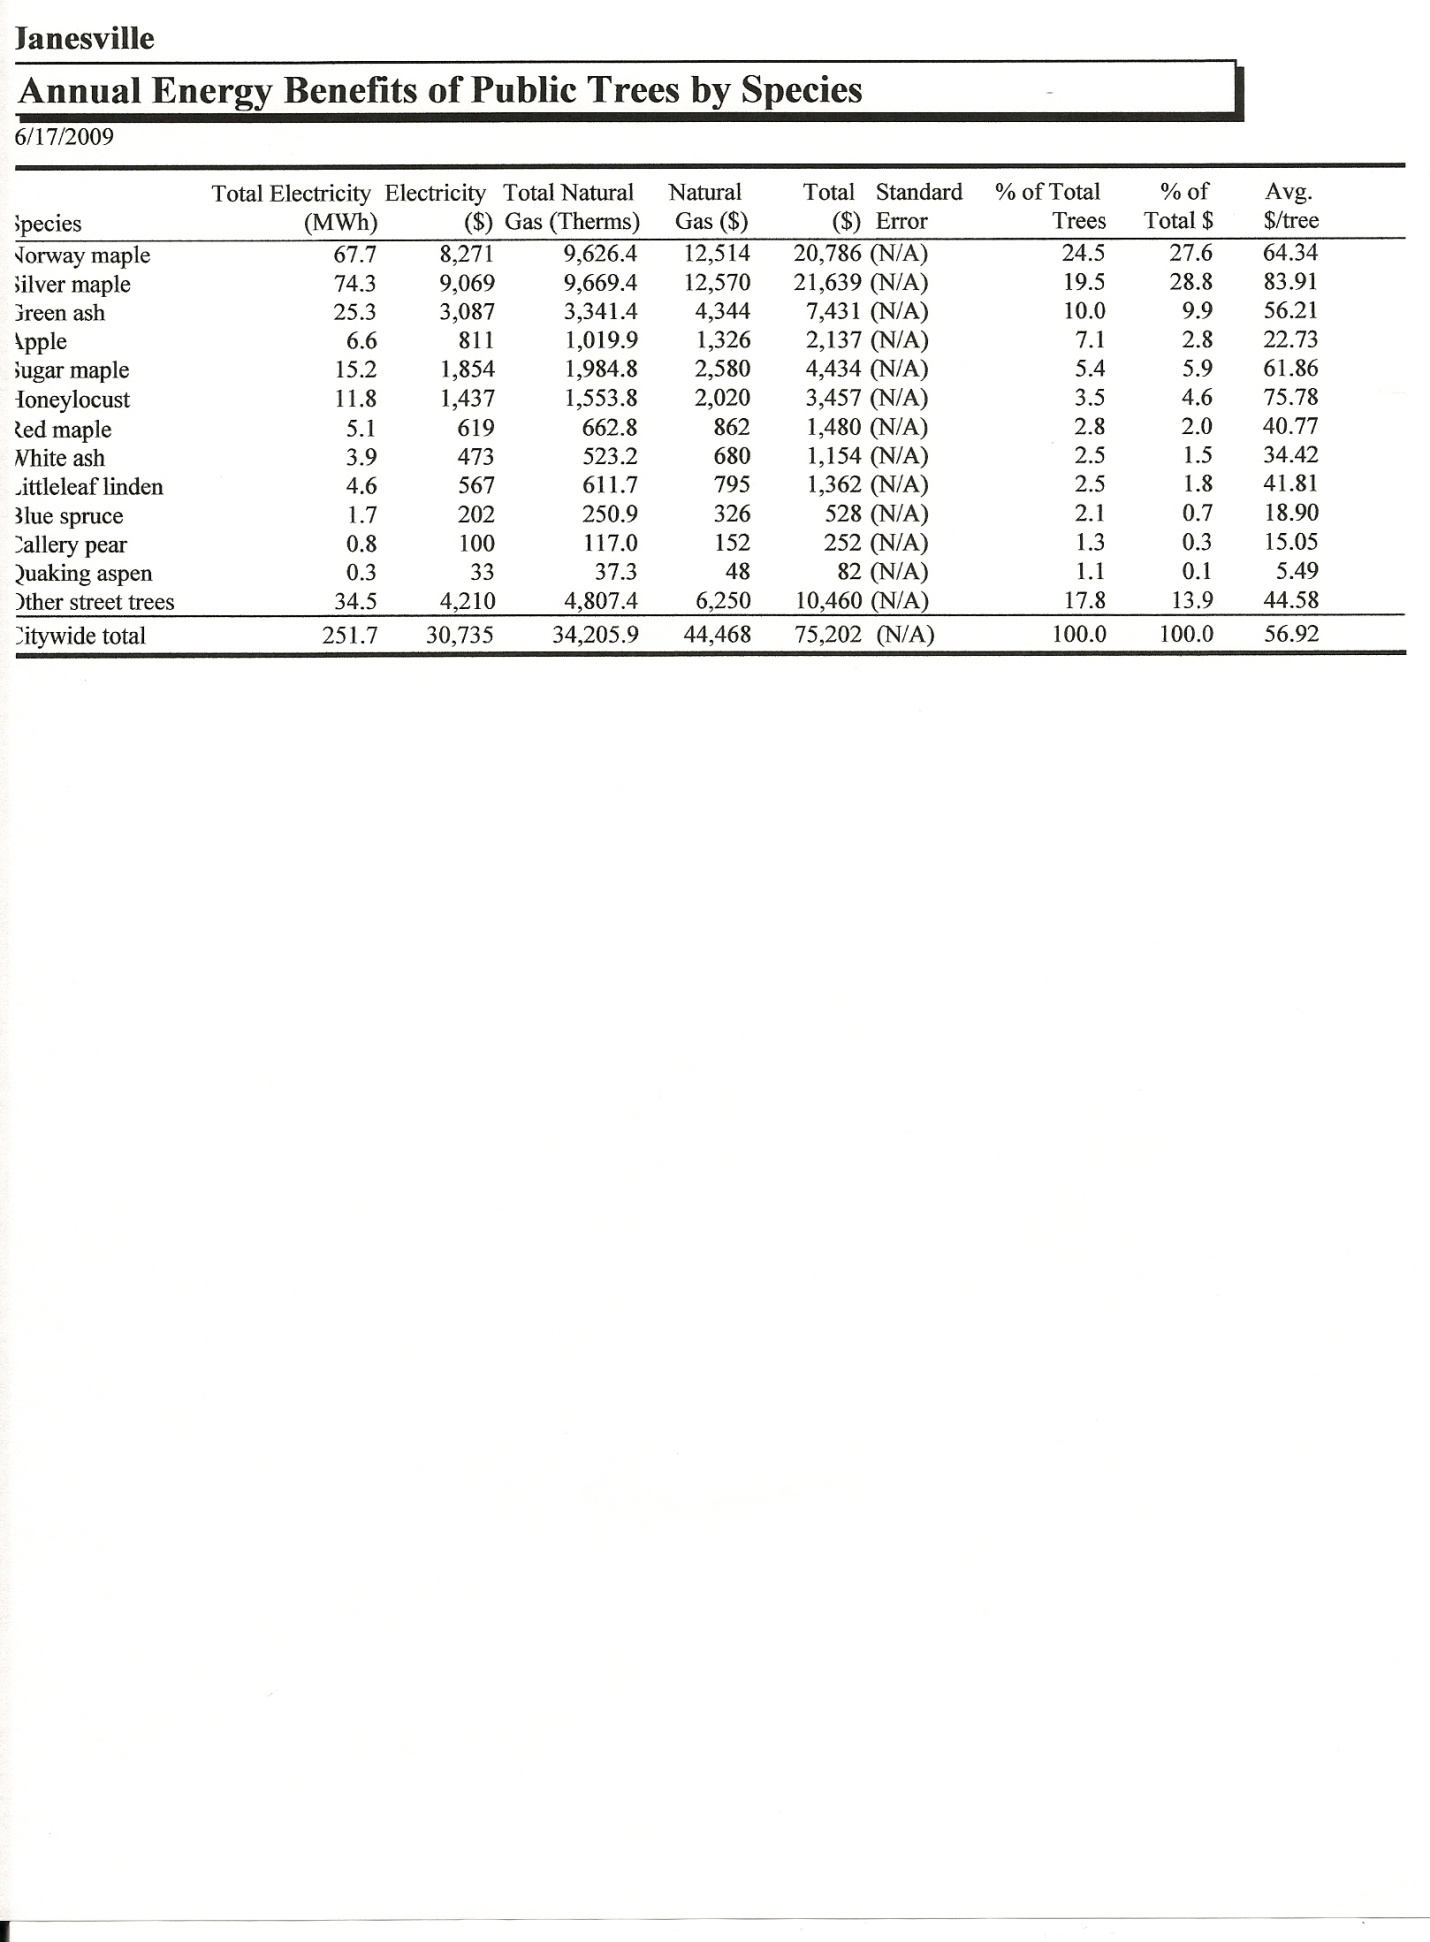 Janesville
Annual Energy Benefits of Public Trees by Species
6/17/2009
Total Electricity Electricity Total Natural Natural Total Standard % of Total % of Avg.
Species (MWh) ($) Gas (Therms) Gas ($) ($) Error Trees Total $ $/tree
Norway maple 67.7 8,271 9,626.4 12,514 20,786 (N/A) 24.5 27.6 64.34
Silver maple 74.3 9,069 9,669.4 12,570 21,639 (N/A) 19.5 28.8 83.91
Green ash 25.3 3,087 3,341.4 4,344 7,431 (N/A) 10.0 9.9 56.21
Apple 6.6 811 1,019.9 1,326 2,137 (N/A) 7.1 2.8 22.73
Sugar maple 15.2 1,854 1,984.8 2,580 4,434 (N/A) 5.4 5.9 61.86
Honeylocust 11.8 1,437 1,553.8 2,020 3,457 (N/A) 3.5 4.6 75.78
Red maple 5.1 619 662.8 862 1,480 (N/A) 2.8 2.0 40.77
White ash 3.9 473 523.2 680 1,154 (N/A) 2.5 1.5 34.42
Littleleaf linden 4.6 567 611.7 795 1,362 (N/A) 2.5 1.8 41.81
Blue spruce 1.7 202 250.9 326 528 (N/A) 2.1 0.7 18.90
Callery pear 0.8 100 117.0 152 252 (N/A) 1.3 0.3 15.05
Quaking aspen 0.3 33 37.3 48 82 (N/A) 1.1 0.1 5.49
Other street trees 34.5 4,210 4,807.4 6,250 10,460 (N/A) 17.8 13.9 44.58
Citywide total 251.7 30,735 34,205.9 44,468 75,202 (N/A) 100.0 100.0 56.92